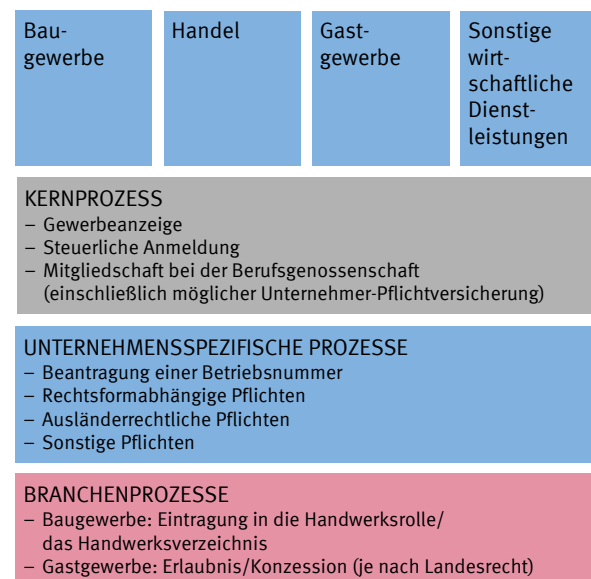 Bau-
gewerbe
Handel
Gast-
gewerbe
Sonstige
wirt-
schaftliche
Dienst-
leistungen
KERNPROZESS
– Gewerbeanzeige
– Steuerliche Anmeldung
– Mitgliedschaft bei der Berufsgenossenschaft
(einschließlich möglicher Unternehmer-Pflichtversicherung)
UNTERNEHMENSSPEZIFISCHE PROZESSE
– Beantragung einer Betriebsnummer
– Rechtsformabhängige Pflichten
– Ausländerrechtliche Pflichten
– Sonstige Pflichten
BRANCHENPROZESSE
– Baugewerbe: Eintragung in die Handwerksrolle/
das Handwerksverzeichnis
– Gastgewerbe: Erlaubnis/Konzession (je nach Landesrecht)